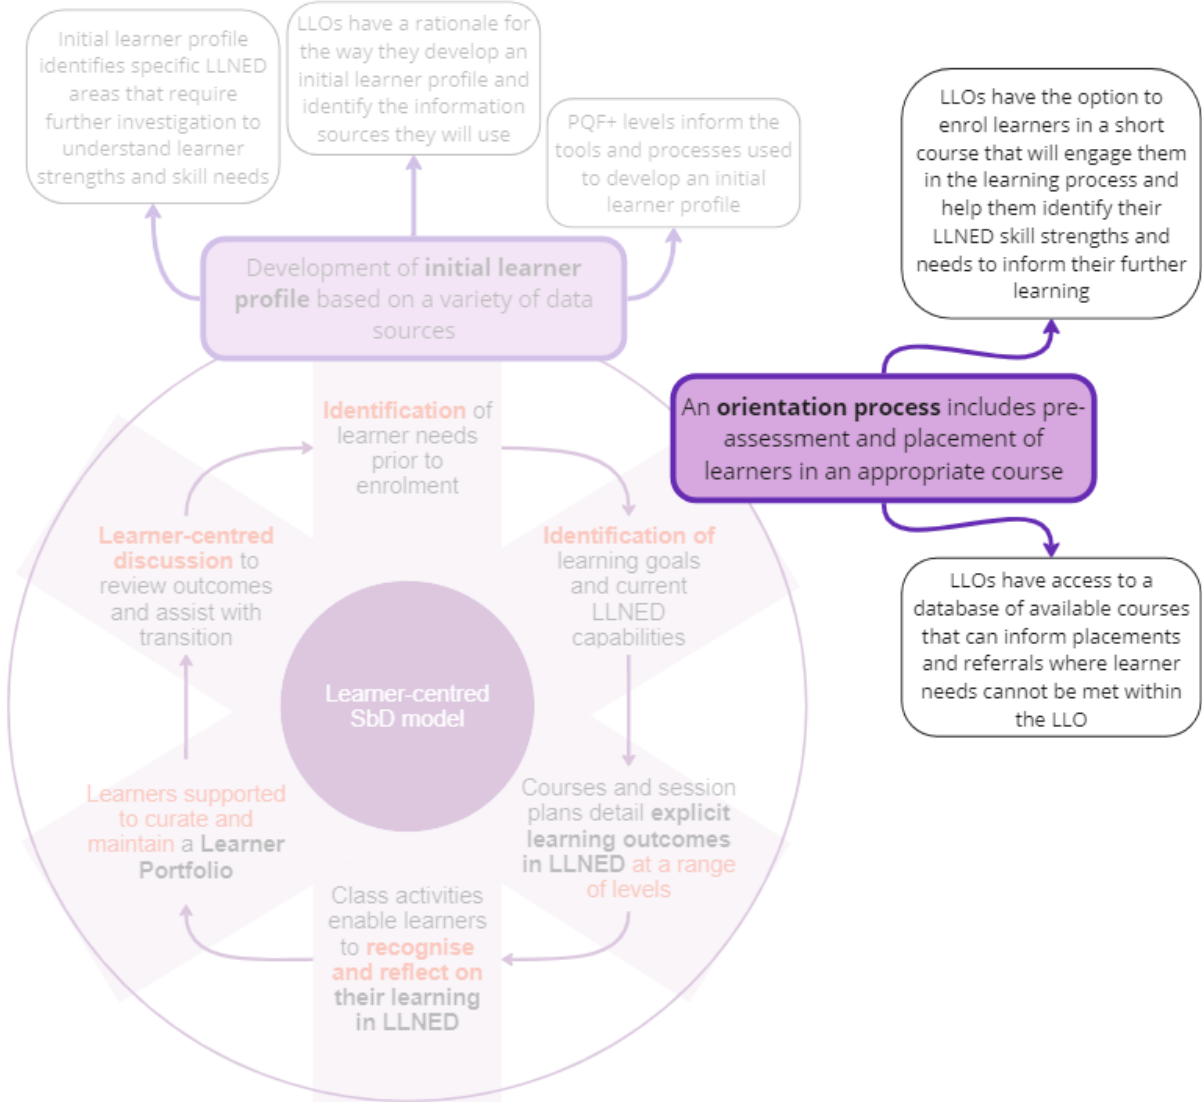 Initial learner profile
identifies specific LLNED
areas that require
further investigation to
understand learner
strengths and skill needs
LLOs have a rationale for
the way they develop an
initial learner profile and
identify the information
sources they will use
PQF+ levels inform the
tools and processes used
to develop an initial
learner profile
LLOs have the option to
enrol learners in a short
course that will engage them
in the learning process and
help them identify their
LLNED skill strengths and
needs to inform their further
learning
Development of initial learner
profile based on a variety of data
sources
An orientation process includes pre-
assessment and placement of
learners in an appropriate course
LLOs have access to a
database of available courses
that can inform placements
and referrals where learner
needs cannot be met within
the LLO
Identification of
learner needs
prior to
enrolment
Identification of
learning goals
and current
LLNED
capabilities
Courses and session
plans detail explicit
learning outcomes
in LLNED at a range
of levels
Class activities
enable learners
to recognise
and reflect on
their learning
in LLNED
Learners supported
to curate and
maintain a Learner
Portfolio
Learner-centred
discussion to
review outcomes
and assist with
transition
Learner-centred
SbD model